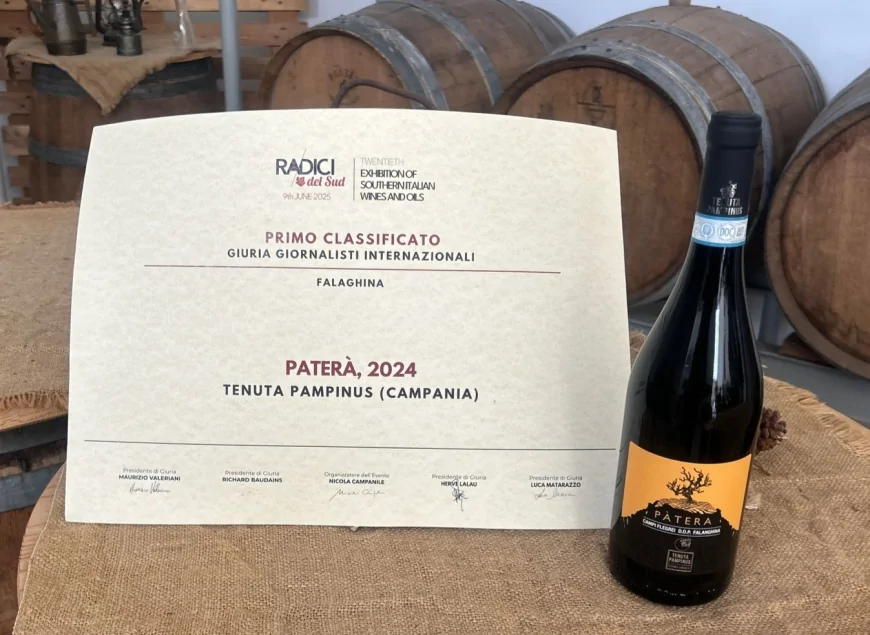 RADICI
del Sud
9th JUNE 2025
TWENTIETH
EXHIBITION OF
SOUTHERN ITALIAN
WINES AND OILS
PRIMO CLASSIFICATO
GIURIA GIORNALISTI INTERNAZIONALI
FALAGHINA
PATERÀ, 2024
TENUTA PAMPINUS (CAMPANIA)
Presidente di Giuria
MAURIZIO VALERIANI
Presidente di Giuria
RICHARD BAUDAINS
Organizzatore dell'Evento
NICOLA CAMPANILE
Presidente di Giuria
HERVÉ LALAU
Presidente di Giuria
LUCA MATARAZZO
TENUTA
PAMPINUS
DOC
PÀTERA
CAMPI FLEGREI D.O.P. FALANGHINA
TENUTA
PAMPINUS